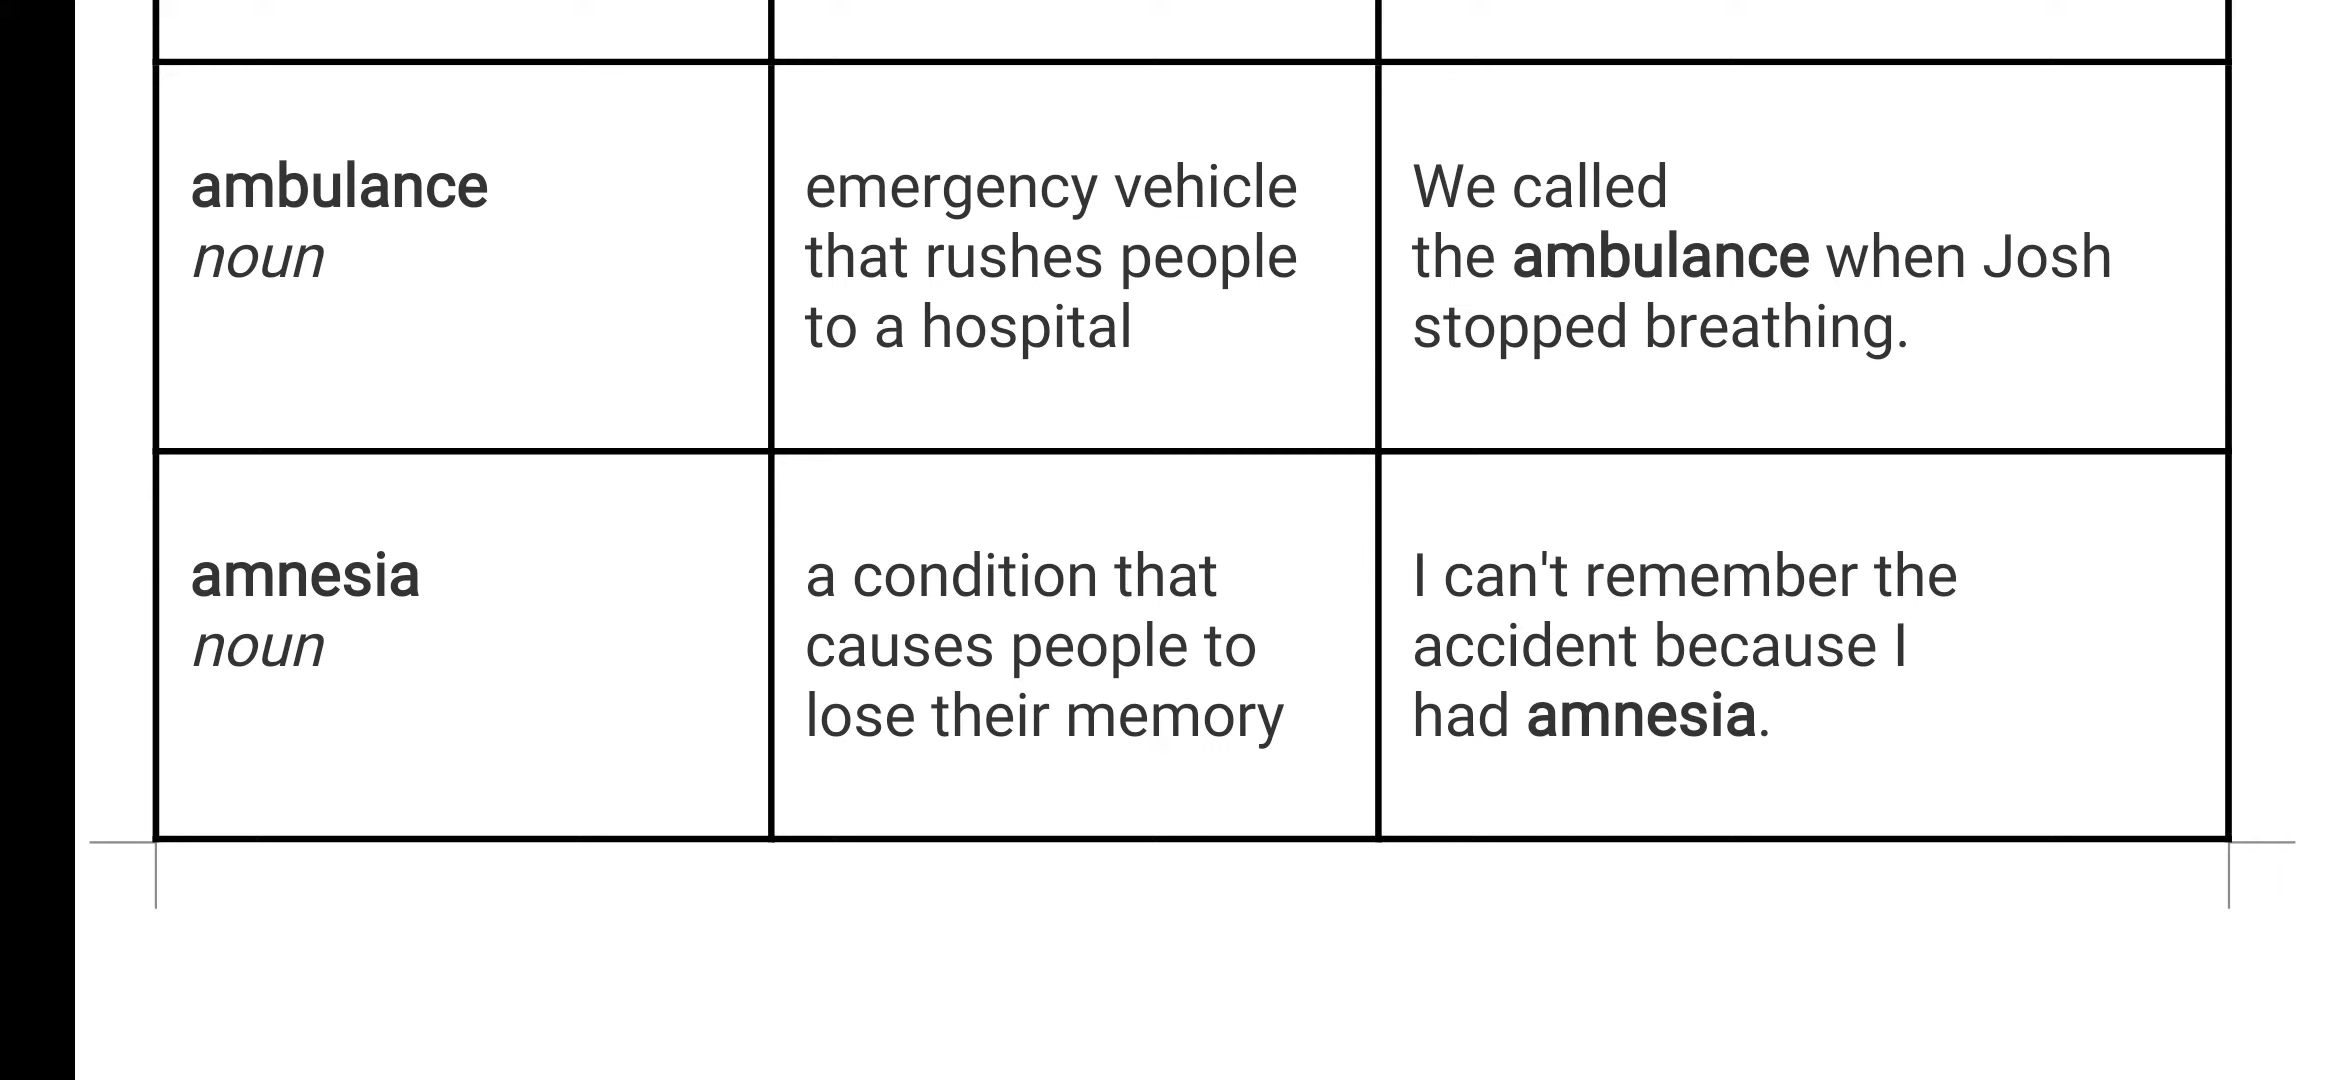 ambulance
noun
emergency vehicle
that rushes people
to a hospital
We called
the ambulance when Josh
stopped breathing.
amnesia
noun
a condition that
causes people to
lose their memory
I can't remember the
accident because I
had amnesia.